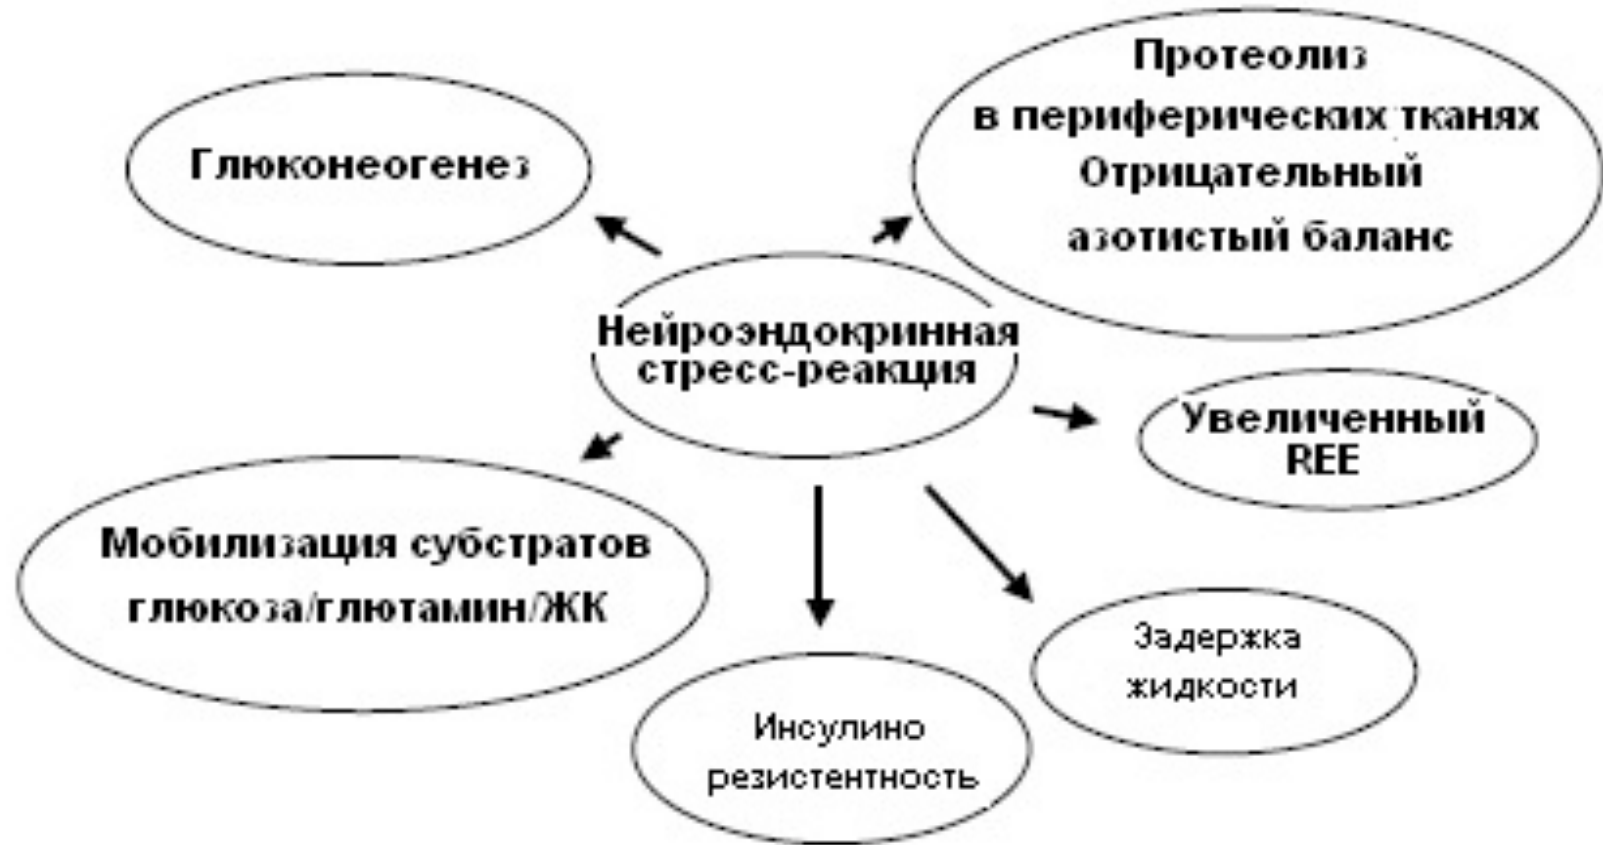 Глюконеогенез
Протеолиз
в периферических тканях
Отрицательный
азотистый баланс
Нейроэндокринная
стресс-реакция
Увеличенный
REE
Мобилизация субстратов
глюкоза/глютамин/ЖК
Задержка
жидкости
Инсулино
резистентность